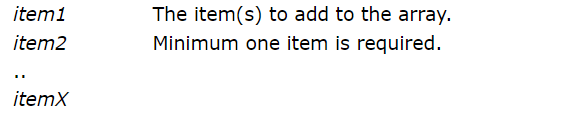 item1 The item(s) to add to the array.
item2 Minimum one item is required.
..
itemX